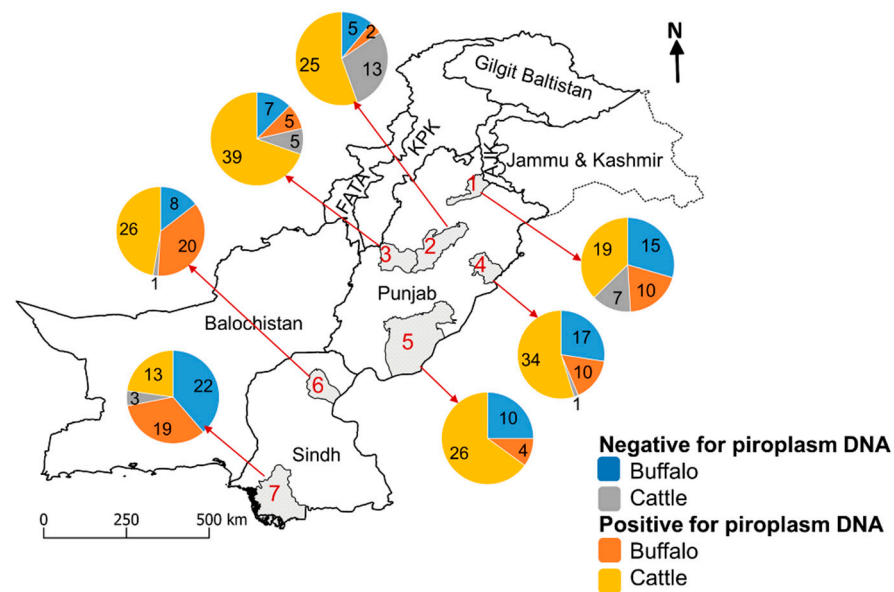 5
2
25
13
N
Gilgit Baltistan
7
5
5
39
KPK
AJK
Jammu & Kashmir
FATA
1
8
26
20
1
2
3
4
15
19
7
10
Punjab
Balochistan
5
17
34
10
1
6
13
22
3
19
10
26
4
Sindh
7
0 250 500 km
Negative for piroplasm DNA
Buffalo
Cattle
Positive for piroplasm DNA
Buffalo
Cattle